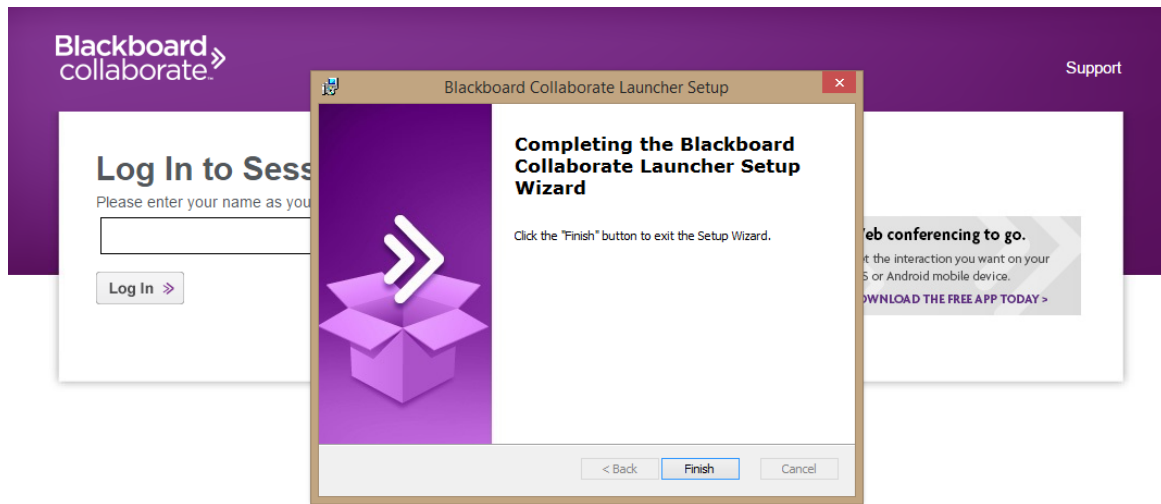 Blackboard
collaborate™
Support
Blackboard Collaborate Launcher Setup
Completing the Blackboard
Collaborate Launcher Setup
Wizard
Click the "Finish" button to exit the Setup Wizard.
< Back
Finish
Cancel
Log In to Sess
Please enter your name as you
Log In
eb conferencing to go.
t the interaction you want on your
S or Android mobile device.
OWNLOAD THE FREE APP TODAY >